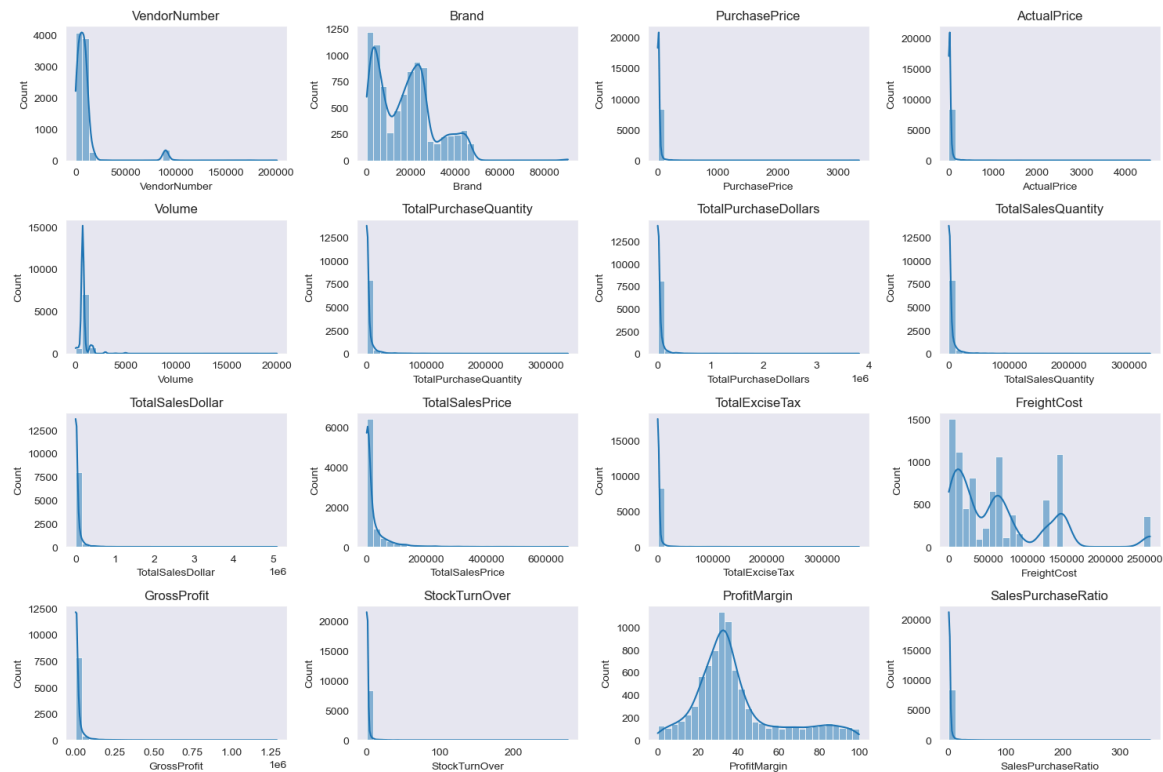 VendorNumber
Count
4000
3000
2000
1000
0
0 50000 100000 150000 200000
VendorNumber
Brand
Count
1250
1000
750
500
250
0
0 20000 40000 60000 80000
Brand
PurchasePrice
Count
20000
15000
10000
5000
0
0 1000 2000 3000
PurchasePrice
ActualPrice
Count
20000
15000
10000
5000
0
0 1000 2000 3000 4000
ActualPrice
Volume
Count
15000
10000
5000
0
0 5000 10000 15000 20000
Volume
TotalPurchaseQuantity
Count
12500
10000
7500
5000
2500
0
0 100000 200000 300000
TotalPurchaseQuantity
TotalPurchaseDollars
Count
12500
10000
7500
5000
2500
0
0 1 2 3 4
TotalPurchaseDollars
1e6
TotalSalesQuantity
Count
12500
10000
7500
5000
2500
0
0 100000 200000 300000
TotalSalesQuantity
TotalSalesDollar
Count
12500
10000
7500
5000
2500
0
0 1 2 3 4 5
TotalSalesDollar
1e6
TotalSalesPrice
Count
6000
4000
2000
0
0 200000 400000 600000
TotalSalesPrice
TotalExciseTax
Count
15000
10000
5000
0
0 100000 200000 300000
TotalExciseTax
FreightCost
Count
1500
1000
500
0
0 50000 100000 150000 200000 250000
FreightCost
GrossProfit
Count
12500
10000
7500
5000
2500
0
0.00 0.25 0.50 0.75 1.00 1.25
GrossProfit
1e6
StockTurnOver
Count
20000
15000
10000
5000
0
0 100 200
StockTurnOver
ProfitMargin
Count
1000
800
600
400
200
0
0 20 40 60 80 100
ProfitMargin
SalesPurchaseRatio
Count
20000
15000
10000
5000
0
0 100 200 300
SalesPurchaseRatio